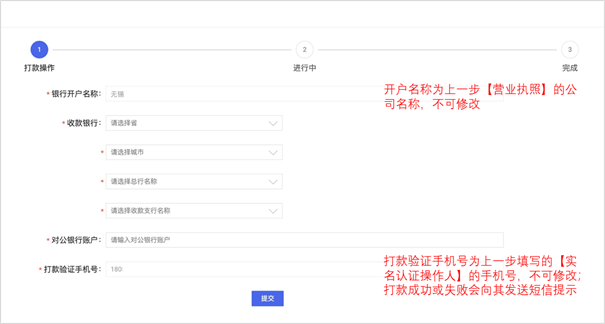 1
2
3
打款操作
进行中
完成
* 银行开户名称:
无锡
开户名称为上一步【营业执照】的公
司名称，不可修改
* 收款银行:
请选择省
* 请选择城市
* 请选择总行名称
* 请选择收款支行名称
* 对公银行账户:
请输入对公银行账户
* 打款验证手机号:
180
打款验证手机号为上一步填写的【实
名认证操作人】的手机号，不可修改；
打款成功或失败会向其发送短信提示
提交